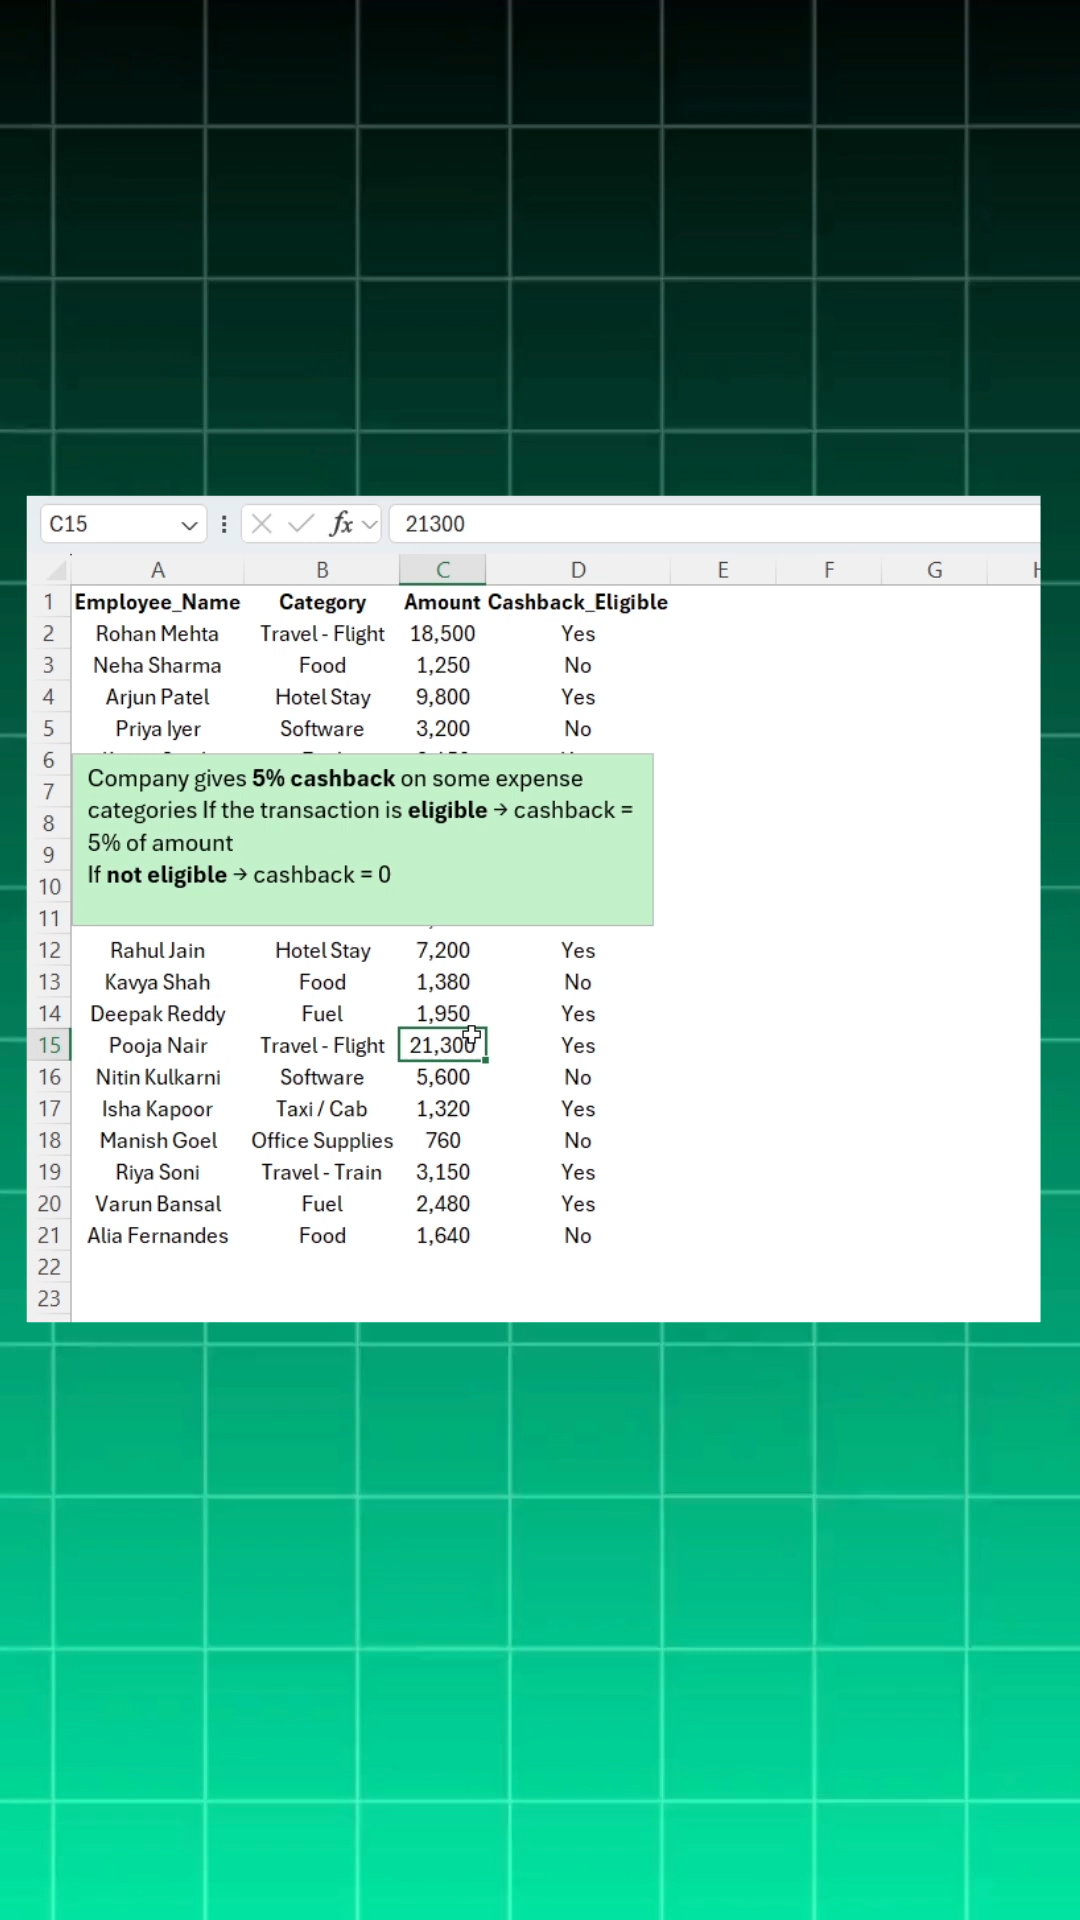 C15 fx 21300
A B C D E F G
1 Employee_Name Category Amount Cashback_Eligible
2 Rohan Mehta Travel - Flight 18,500 Yes
3 Neha Sharma Food 1,250 No
4 Arjun Patel Hotel Stay 9,800 Yes
5 Priya Iyer Software 3,200 No
6
7
8
9
10
11
Company gives 5% cashback on some expense
categories If the transaction is eligible → cashback =
5% of amount
If not eligible → cashback = 0
12 Rahul Jain Hotel Stay 7,200 Yes
13 Kavya Shah Food 1,380 No
14 Deepak Reddy Fuel 1,950 Yes
15 Pooja Nair Travel - Flight 21,300 Yes
16 Nitin Kulkarni Software 5,600 No
17 Isha Kapoor Taxi / Cab 1,320 Yes
18 Manish Goel Office Supplies 760 No
19 Riya Soni Travel - Train 3,150 Yes
20 Varun Bansal Fuel 2,480 Yes
21 Alia Fernandes Food 1,640 No
22
23